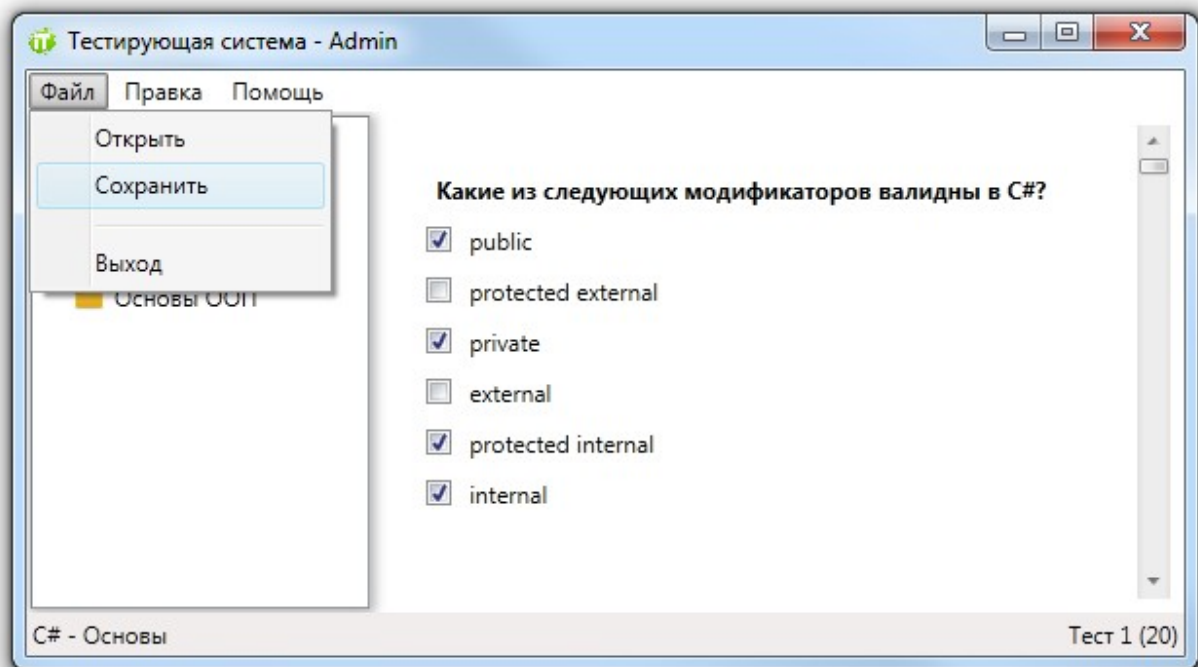 Тестирующая система - Admin
Файл Правка Помощь
Открыть
Сохранить
Выход
Основы ООП
Какие из следующих модификаторов валидны в C#?
public
protected external
private
external
protected internal
internal
C# - Основы
Тест 1 (20)